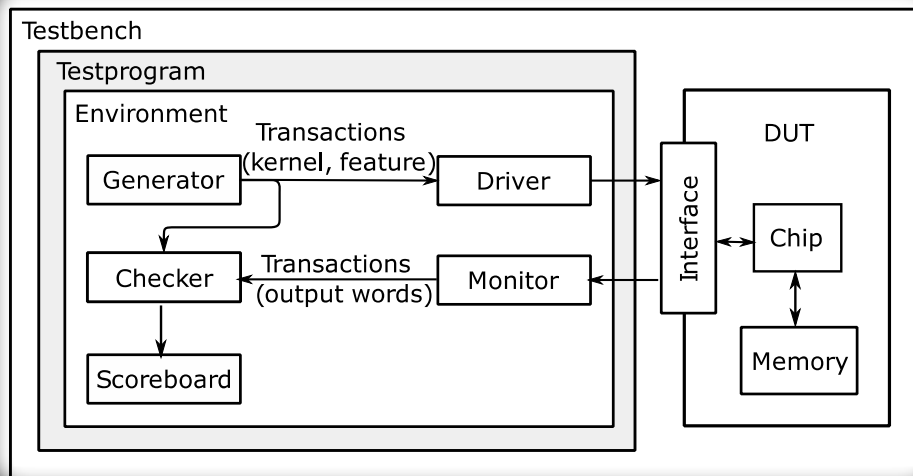 Testbench
Testprogram
Environment
Transactions
(kernel, feature)
Generator
Driver
Checker
Transactions
(output words)
Monitor
Scoreboard
Interface
DUT
Chip
Memory